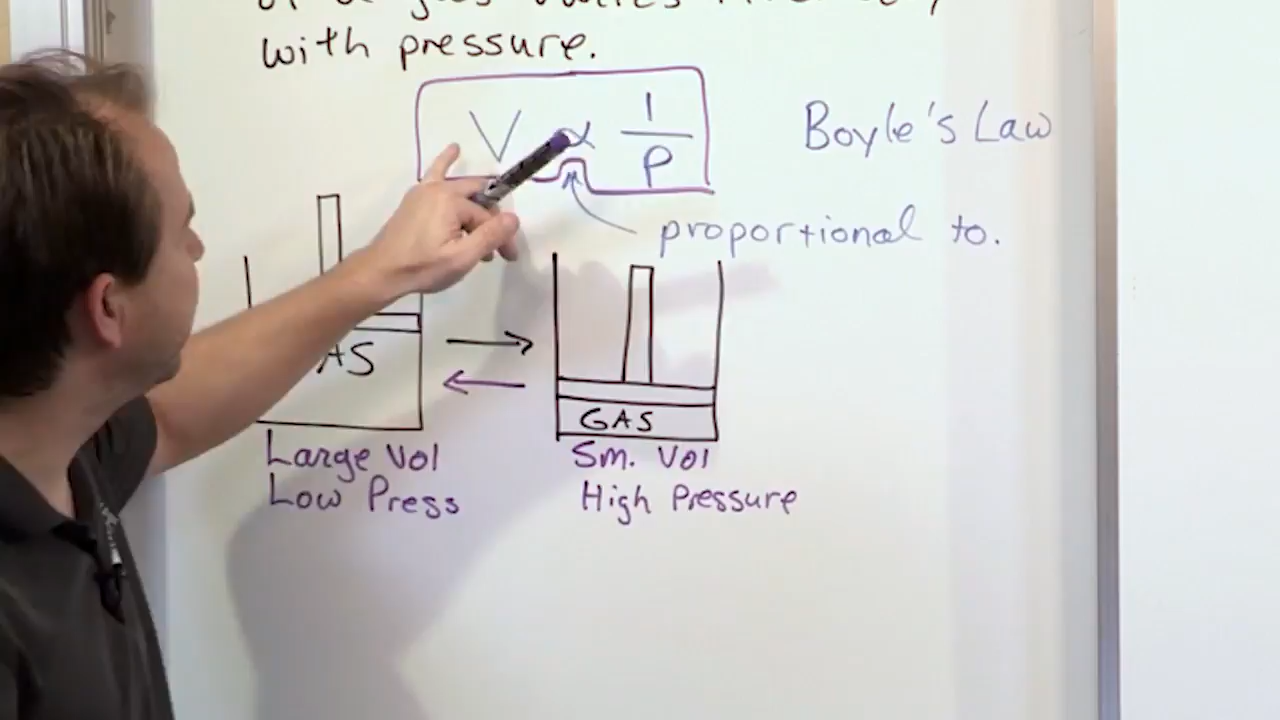 with pressure.
V ∝ 1/P
Boyle's Law
proportional to.
AS
GAS
Large Vol
Low Press
Sm. Vol
High Pressure